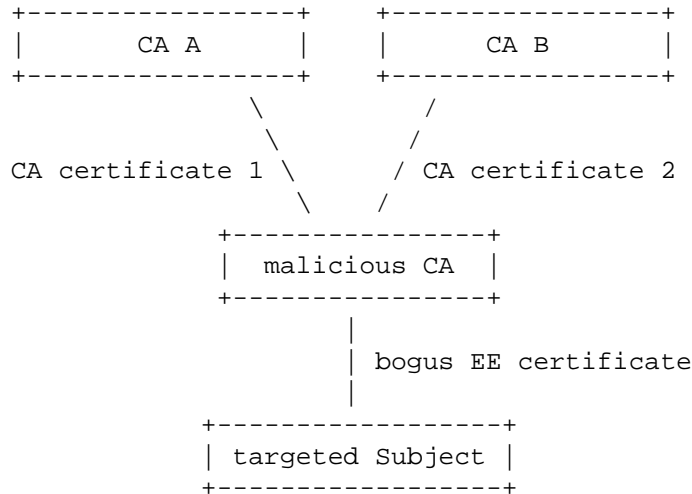 CA A CA B
CA certificate 1 CA certificate 2
malicious CA
bogus EE certificate
targeted Subject